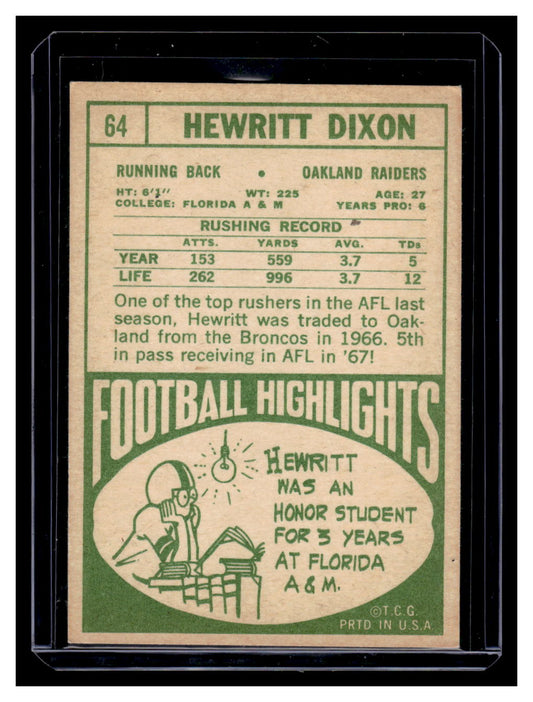 64 HEWRITT DIXON
RUNNING BACK • OAKLAND RAIDERS
HT: 6'1" WT: 225 AGE: 27
COLLEGE: FLORIDA A & M YEARS PRO: 6
RUSHING RECORD
ATTS. YARDS AVG. TDs
YEAR 153 559 3.7 5
LIFE 262 996 3.7 12
One of the top rushers in the AFL last
season, Hewritt was traded to Oak-
land from the Broncos in 1966. 5th
in pass receiving in AFL in '67!
FOOTBALL HIGHLIGHTS
HEWRITT
WAS AN
HONOR STUDENT
FOR 3 YEARS
AT FLORIDA
A & M.
©T.C.G.
PRTD IN U.S.A.